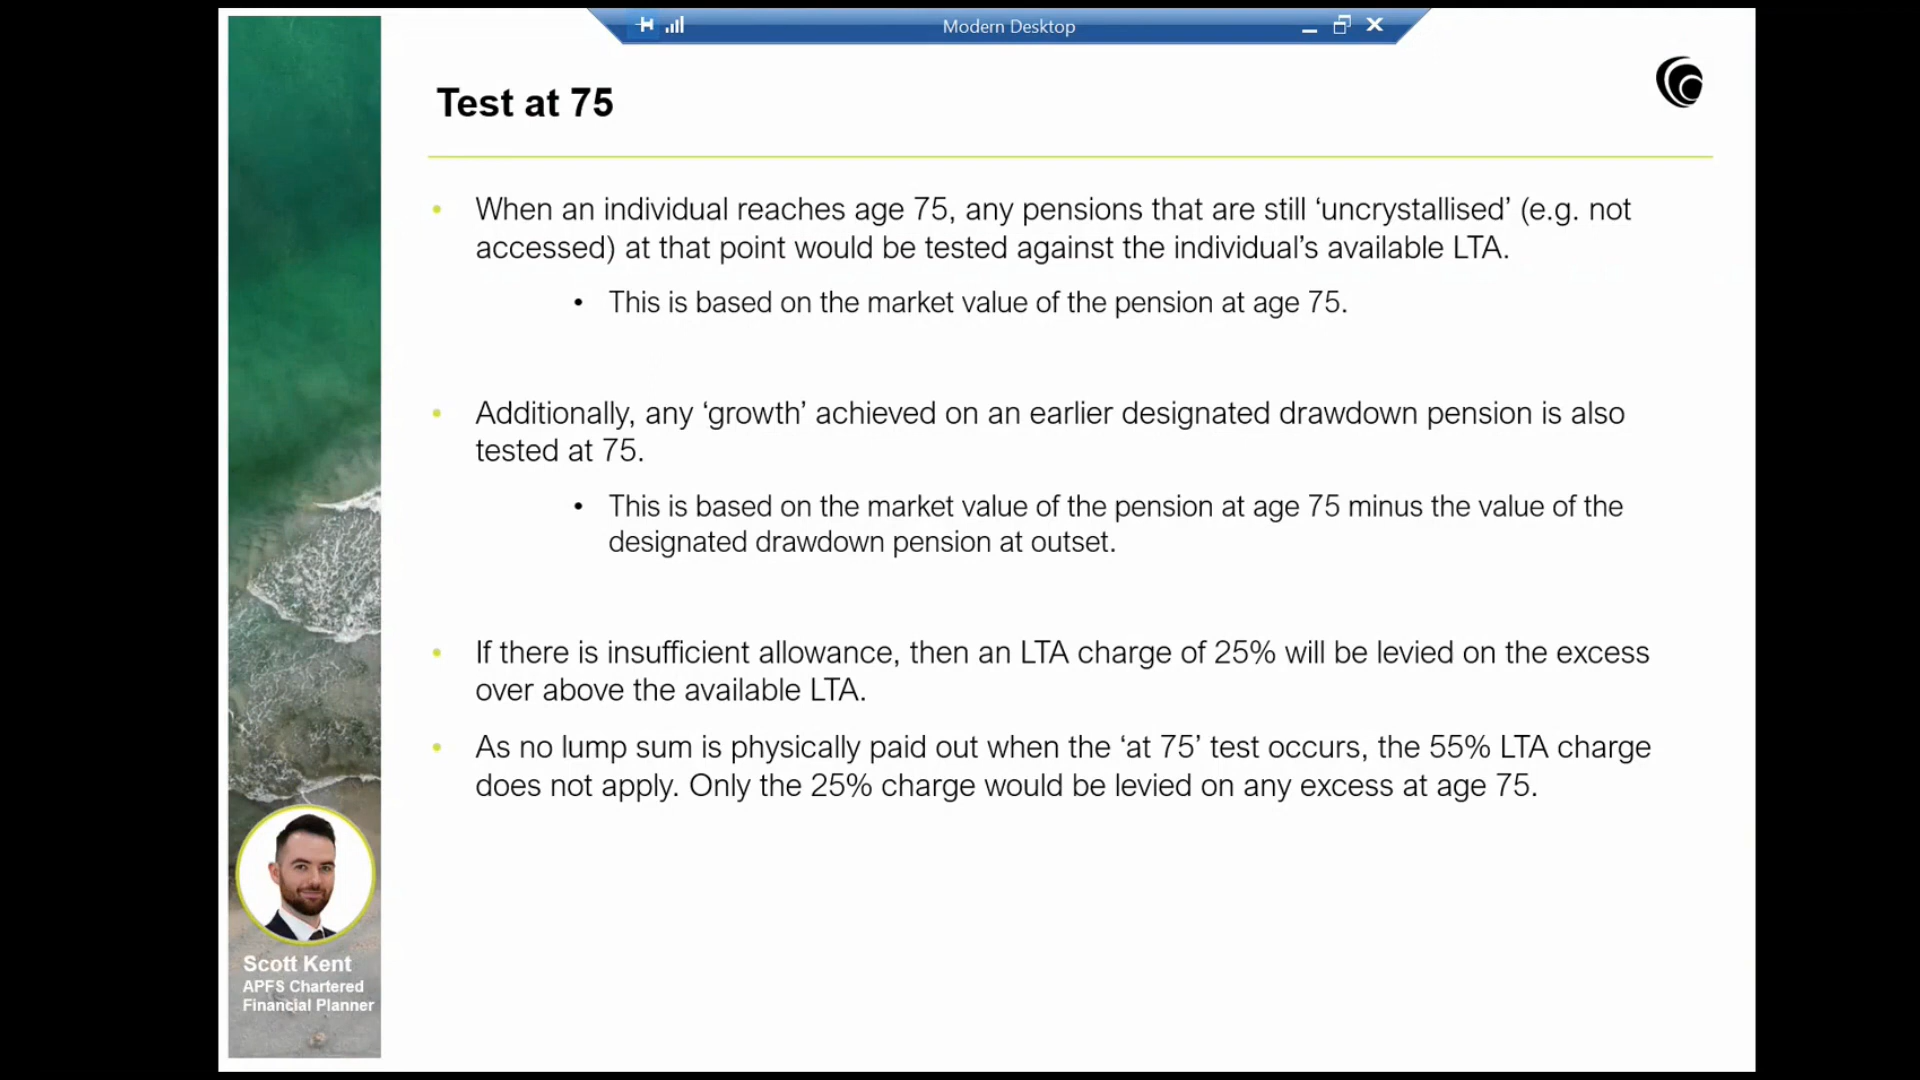 Modern Desktop
Test at 75
• When an individual reaches age 75, any pensions that are still ‘uncrystallised’ (e.g. not
accessed) at that point would be tested against the individual’s available LTA.
• This is based on the market value of the pension at age 75.
• Additionally, any ‘growth’ achieved on an earlier designated drawdown pension is also
tested at 75.
• This is based on the market value of the pension at age 75 minus the value of the
designated drawdown pension at outset.
• If there is insufficient allowance, then an LTA charge of 25% will be levied on the excess
over above the available LTA.
• As no lump sum is physically paid out when the ‘at 75’ test occurs, the 55% LTA charge
does not apply. Only the 25% charge would be levied on any excess at age 75.
Scott Kent
APFS Chartered
Financial Planner